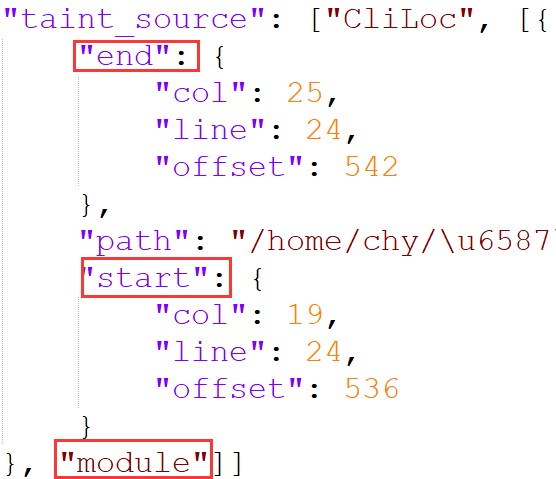 "taint_source": ["CliLoc", [{
"end": {
"col": 25,
"line": 24,
"offset": 542
},
"path": "/home/chy/\u6587
"start": {
"col": 19,
"line": 24,
"offset": 536
}
}, "module"]]